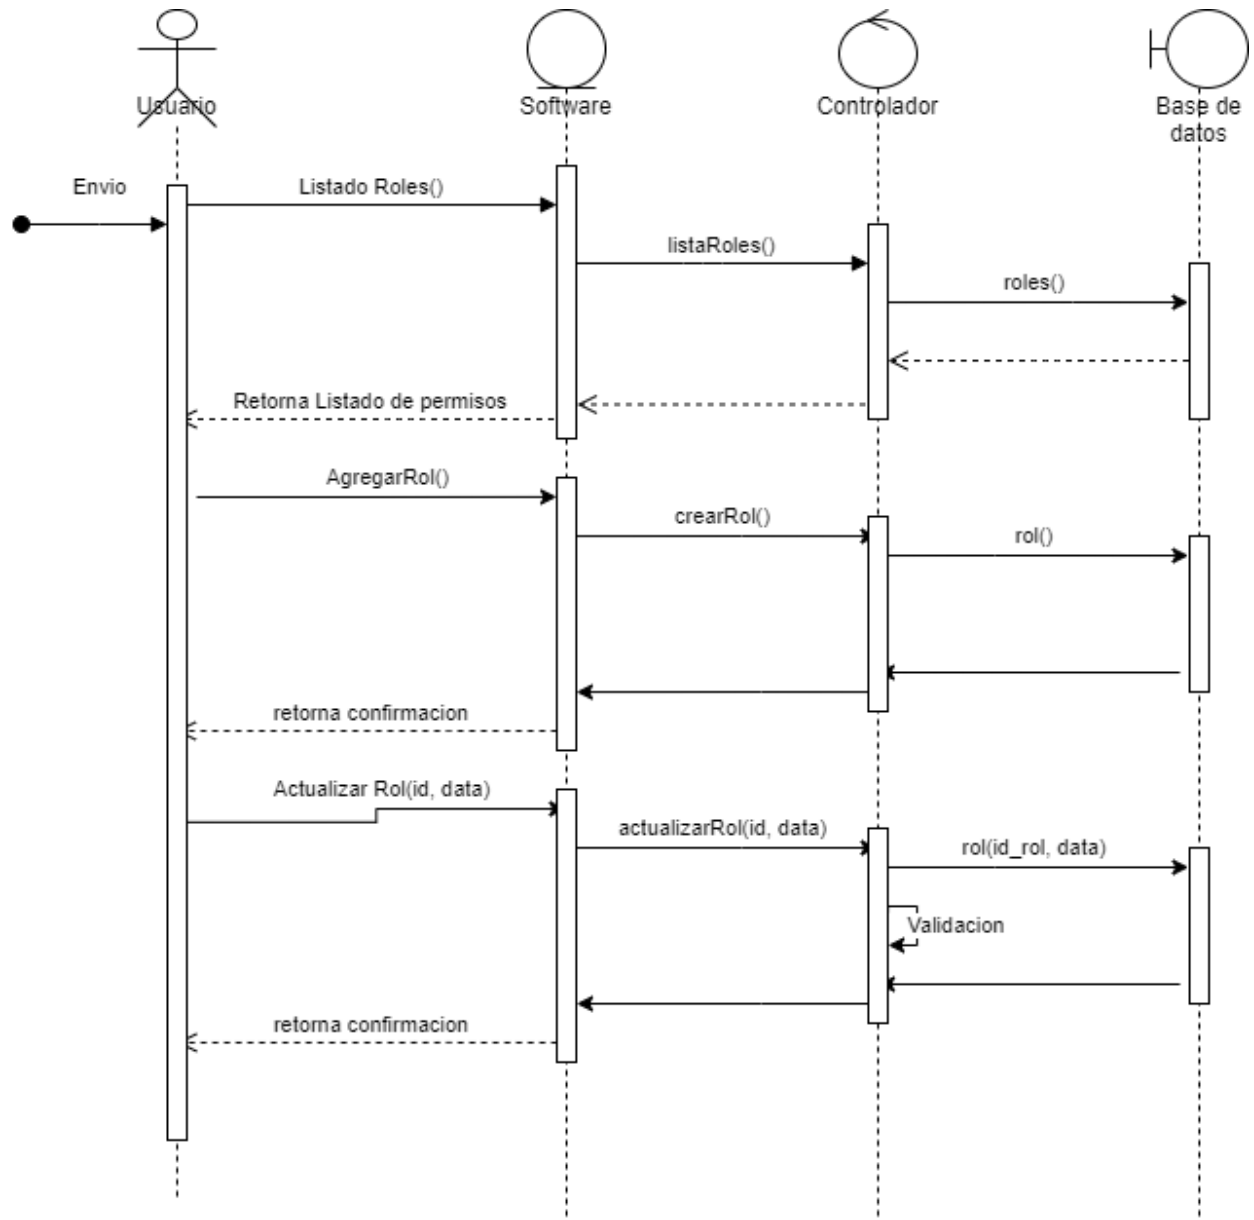 Usuario
Software
Controlador
Base de
datos
Envio
Listado Roles()
listaRoles()
roles()
Retorna Listado de permisos
AgregarRol()
crearRol()
rol()
retorna confirmacion
Actualizar Rol(id, data)
actualizarRol(id, data)
rol(id_rol, data)
Validacion
retorna confirmacion